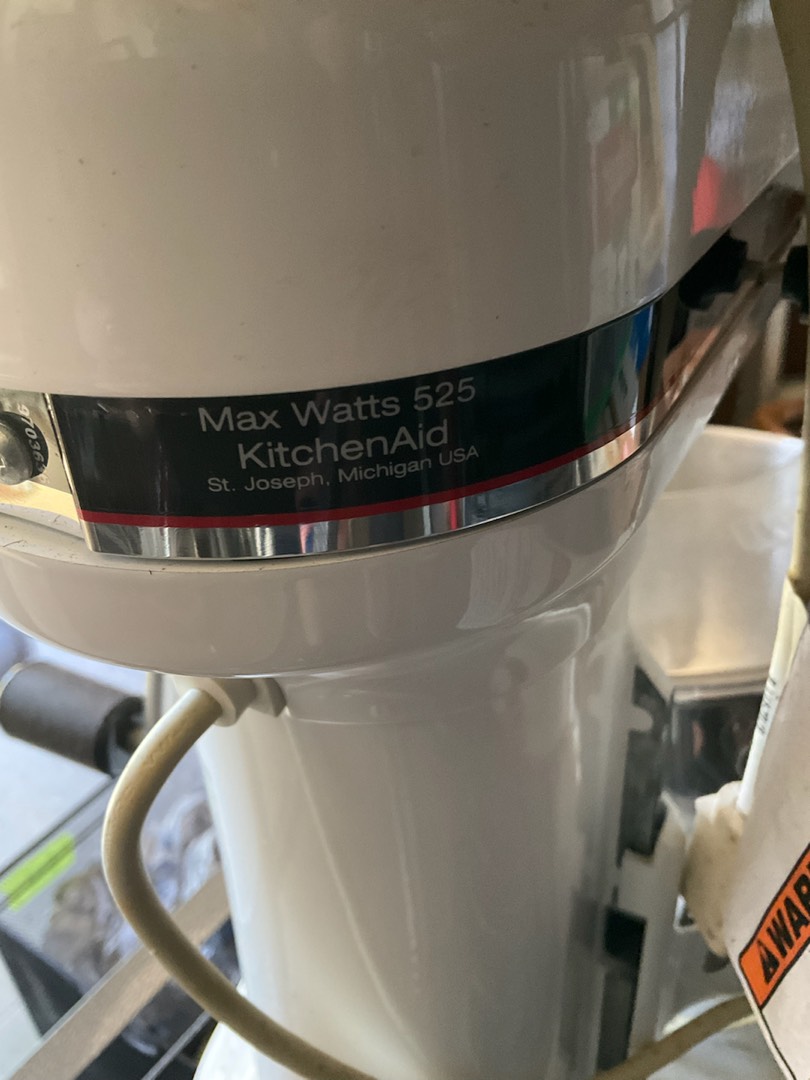 Max Watts 525
KitchenAid
St. Joseph, Michigan USA